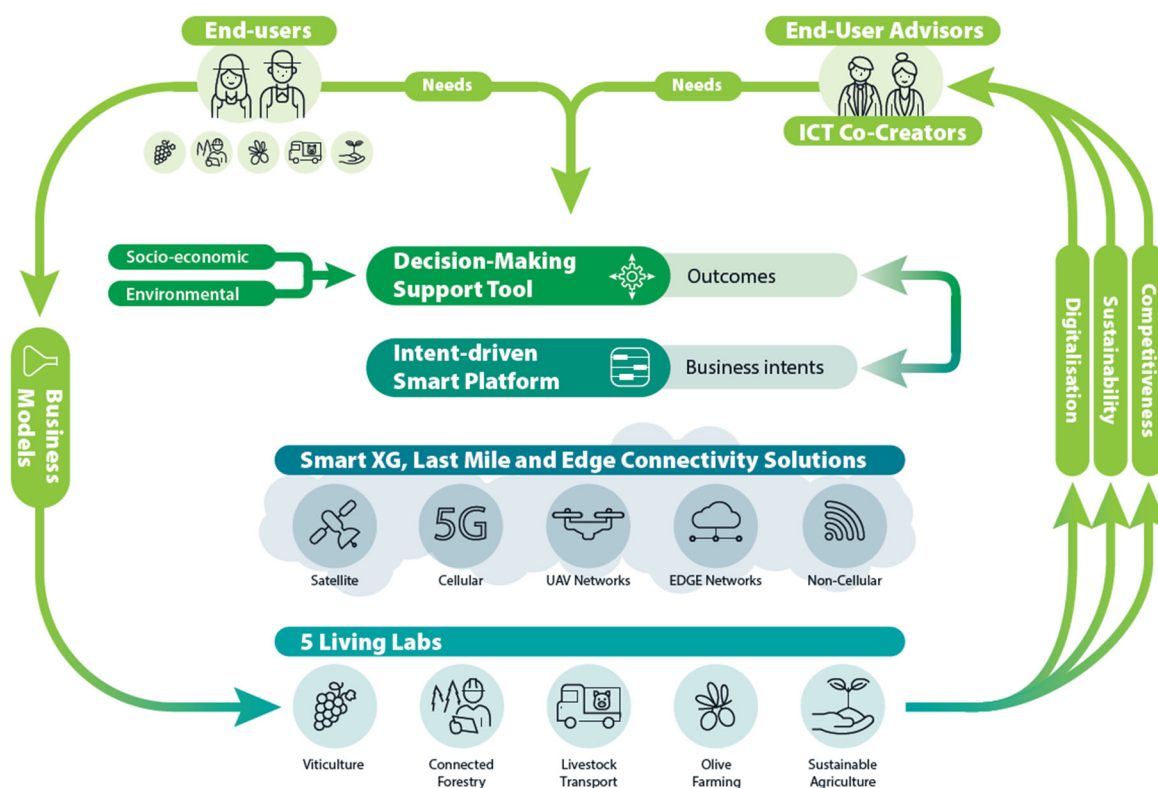 End-users
End-User Advisors
Needs
Needs
ICT Co-Creators
Socio-economic
Environmental
Decision-Making
Support Tool
Outcomes
Intent-driven
Smart Platform
Business intents
Business
Models
Digitalisation
Sustainability
Competitiveness
Smart XG, Last Mile and Edge Connectivity Solutions
5G
Satellite
Cellular
UAV Networks
EDGE Networks
Non-Cellular
5 Living Labs
Viticulture
Connected
Forestry
Livestock
Transport
Olive
Farming
Sustainable
Agriculture